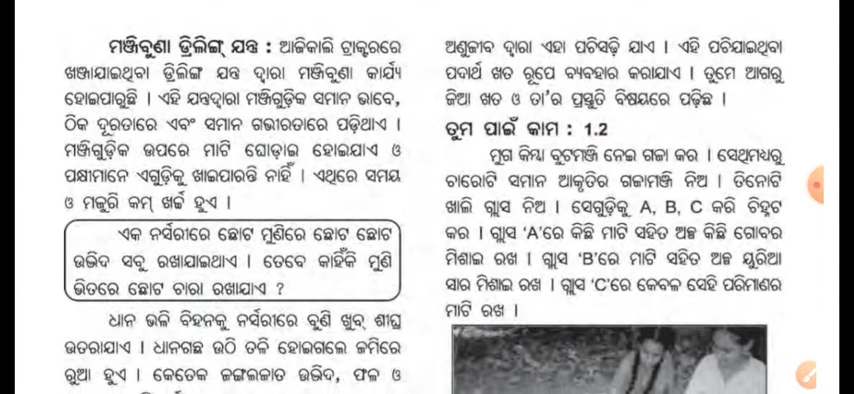 ମଞ୍ଜିବୁଣା ଡ୍ରିଲିଙ୍ଗ୍ ଯନ୍ତ୍ର : ଆଜିକାଲି ଟ୍ରାକ୍ଟରରେ
ଖଞ୍ଜାଯାଇଥିବା ଡ୍ରିଲିଙ୍ଗ ଯନ୍ତ୍ର ଦ୍ୱାରା ମଞ୍ଜିବୁଣା କାର୍ଯ୍ୟ
ହୋଇପାରୁଛି । ଏହି ଯନ୍ତ୍ରଦ୍ୱାରା ମଞ୍ଜିଗୁଡ଼ିକ ସମାନ ଭାବେ,
ଠିକ ଦୂରତାରେ ଏବଂ ସମାନ ଗଭୀରତାରେ ପଡ଼ିଥାଏ ।
ମଞ୍ଜିଗୁଡ଼ିକ ଉପରେ ମାଟି ଘୋଡ଼ାଇ ହୋଇଯାଏ ଓ
ପକ୍ଷୀମାନେ ଏଗୁଡ଼ିକୁ ଖାଇପାରନ୍ତି ନାହିଁ । ଏଥିରେ ସମୟ
ଓ ମଜୁରି କମ୍ ଖର୍ଚ୍ଚ ହୁଏ ।
ଏକ ନର୍ସରୀରେ ଛୋଟ ମୁଣିରେ ଛୋଟ ଛୋଟ
ଉଦ୍ଭିଦ ସବୁ ରଖାଯାଇଥାଏ । ତେବେ କାହିଁକି ମୁଣି
ଭିତରେ ଛୋଟ ଚାରା ରଖାଯାଏ ?
ଧାନ ଭଳି ବିହନକୁ ନର୍ସରୀରେ ବୁଣି ଖୁବ୍ ଶୀଘ୍ର
ଉତରାଯାଏ । ଧାନଗଛ ଉଠି ତଳି ହୋଇଗଲେ ଜମିରେ
ରୁଆ ହୁଏ । କେତେକ ଜଙ୍ଗଲଜାତ ଉଦ୍ଭିଦ, ଫଳ ଓ
ଅଣୁଜୀବ ଦ୍ୱାରା ଏହା ପଚିସଢ଼ି ଯାଏ । ଏହି ପଚିଯାଇଥିବା
ପଦାର୍ଥ ଖତ ରୂପେ ବ୍ୟବହାର କରାଯାଏ । ତୁମେ ଆଗରୁ
ଜିଆ ଖତ ଓ ତା'ର ପ୍ରସ୍ତୁତି ବିଷୟରେ ପଢ଼ିଛ ।
ତୁମ ପାଇଁ କାମ : 1.2
ମୁଗ କିମ୍ବା ବୁଟମଞ୍ଜି ନେଇ ଗଜା କର । ସେଥିମଧ୍ୟରୁ
ଚାରୋଟି ସମାନ ଆକୃତିର ଗଜାମଞ୍ଜି ନିଅ । ତିନୋଟି
ଖାଲି ଗ୍ଲାସ ନିଅ । ସେଗୁଡ଼ିକୁ A, B, C କରି ଚିହ୍ନଟ
କର । ଗ୍ଲାସ ‘A’ରେ କିଛି ମାଟି ସହିତ ଅଳ୍ପ କିଛି ଗୋବର
ମିଶାଇ ରଖ । ଗ୍ଲାସ ‘B’ରେ ମାଟି ସହିତ ଅଳ୍ପ ୟୁରିଆ
ସାର ମିଶାଇ ରଖ । ଗ୍ଲାସ ‘C’ରେ କେବଳ ସେହି ପରିମାଣର
ମାଟି ରଖ ।